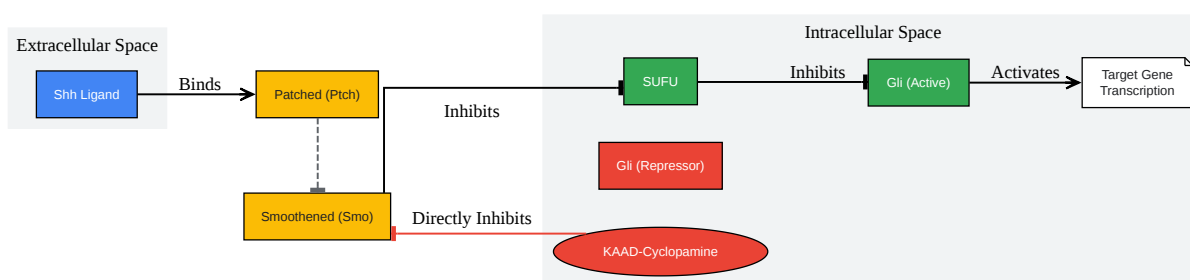 Extracellular Space
Intracellular Space
Shh Ligand
Binds
Patched (Ptch)
Inhibits
SUFU
Inhibits
Gli (Active)
Activates
Target Gene
Transcription
Gli (Repressor)
Smoothened (Smo)
Directly Inhibits
KAAD-Cyclopamine